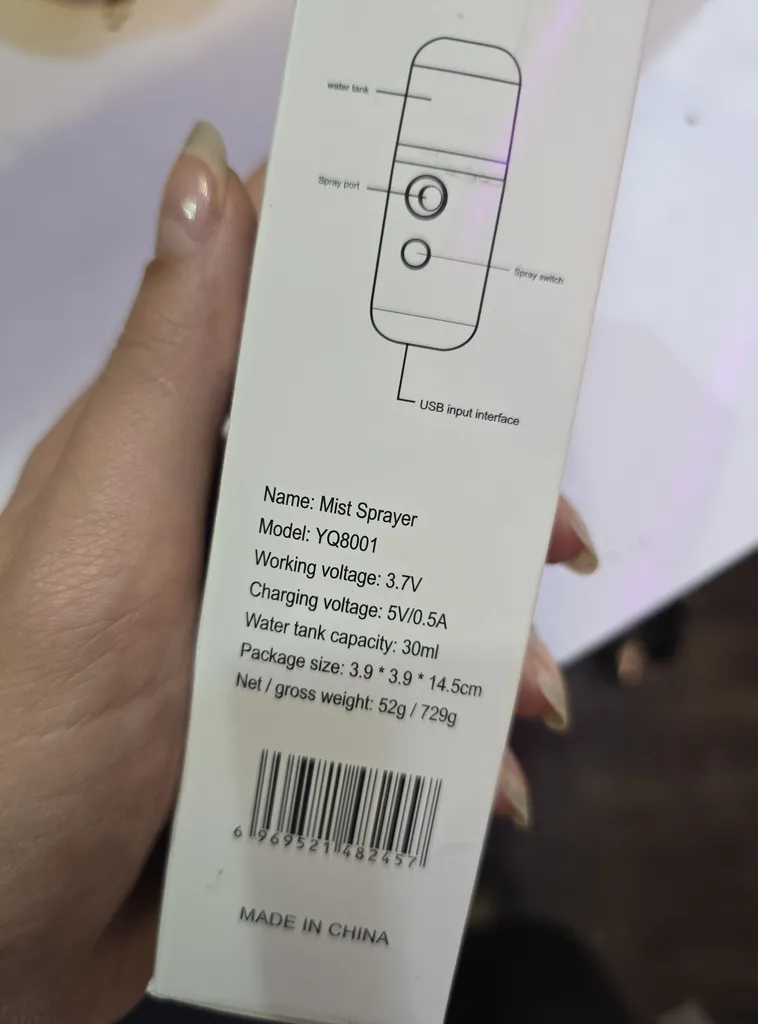 water tank
Spray port
Spray switch
USB input interface
Name: Mist Sprayer
Model: YQ8001
Working voltage: 3.7V
Charging voltage: 5V/0.5A
Water tank capacity: 30ml
Package size: 3.9 * 3.9 * 14.5cm
Net / gross weight: 52g / 729g
6 969521 482457
MADE IN CHINA